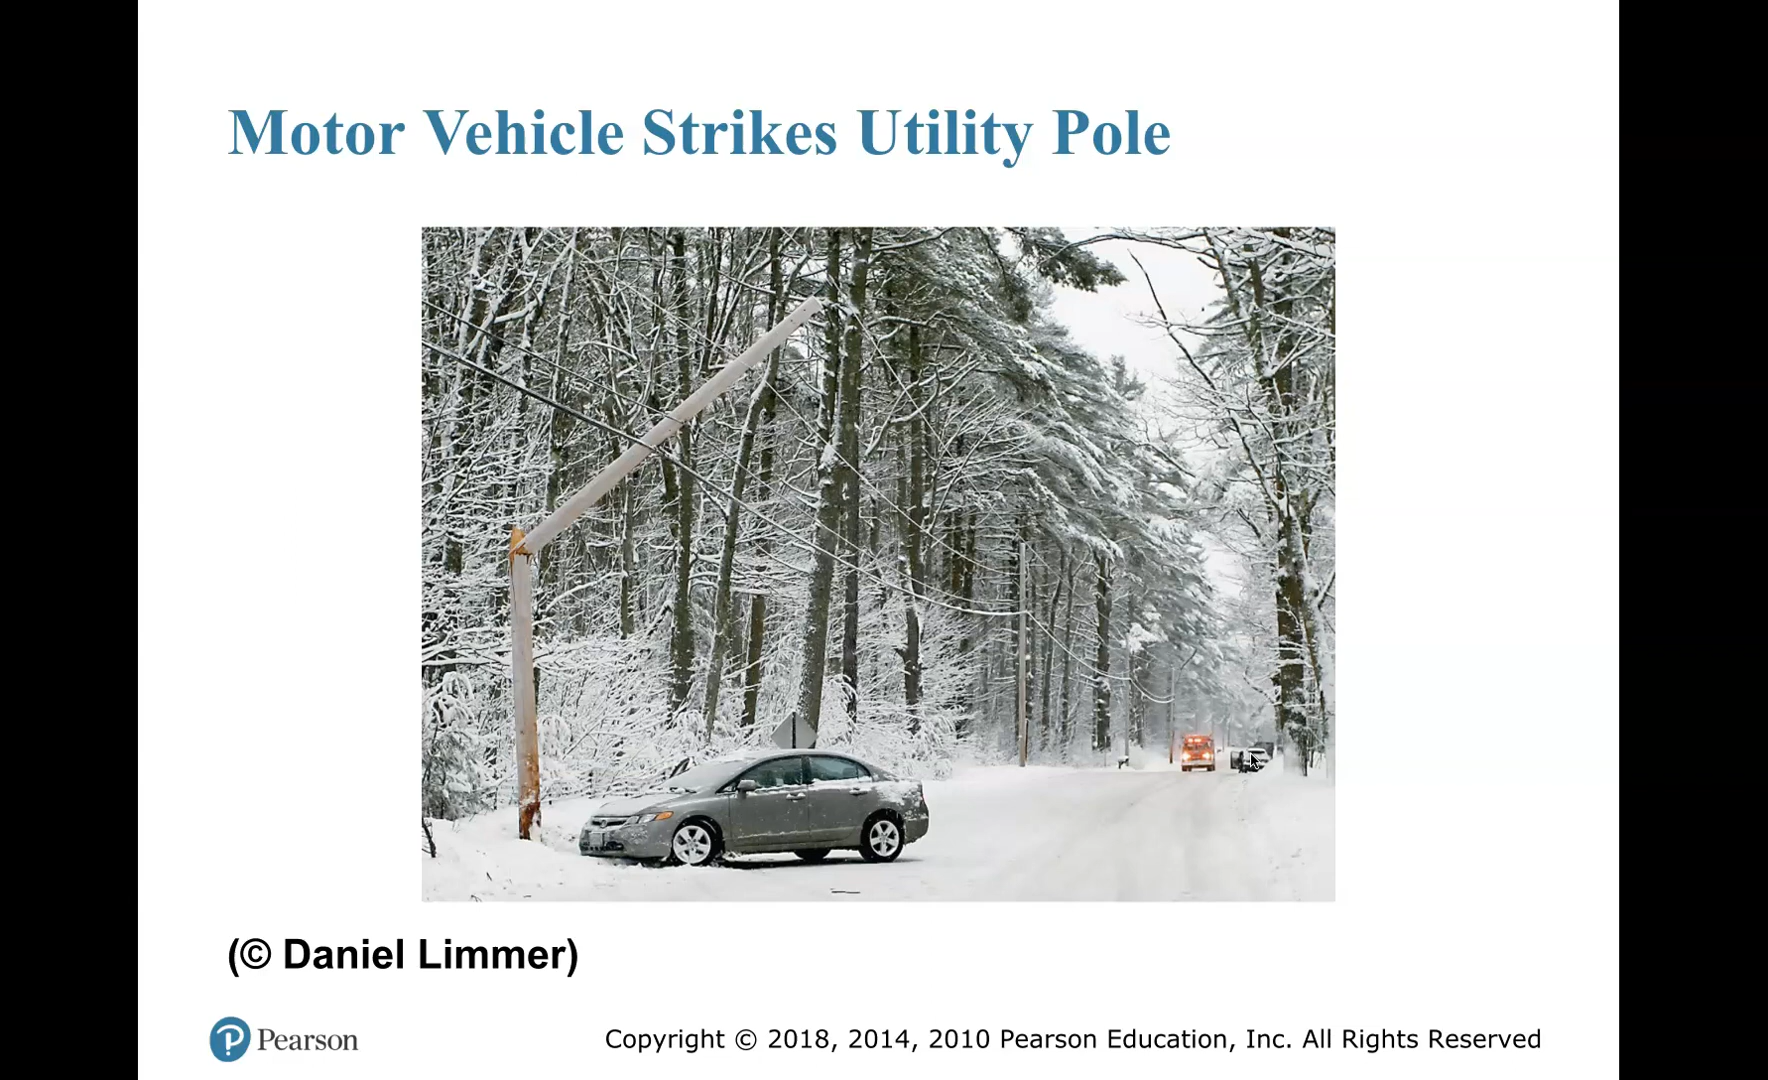 Motor Vehicle Strikes Utility Pole
(© Daniel Limmer)
Pearson
Copyright © 2018, 2014, 2010 Pearson Education, Inc. All Rights Reserved